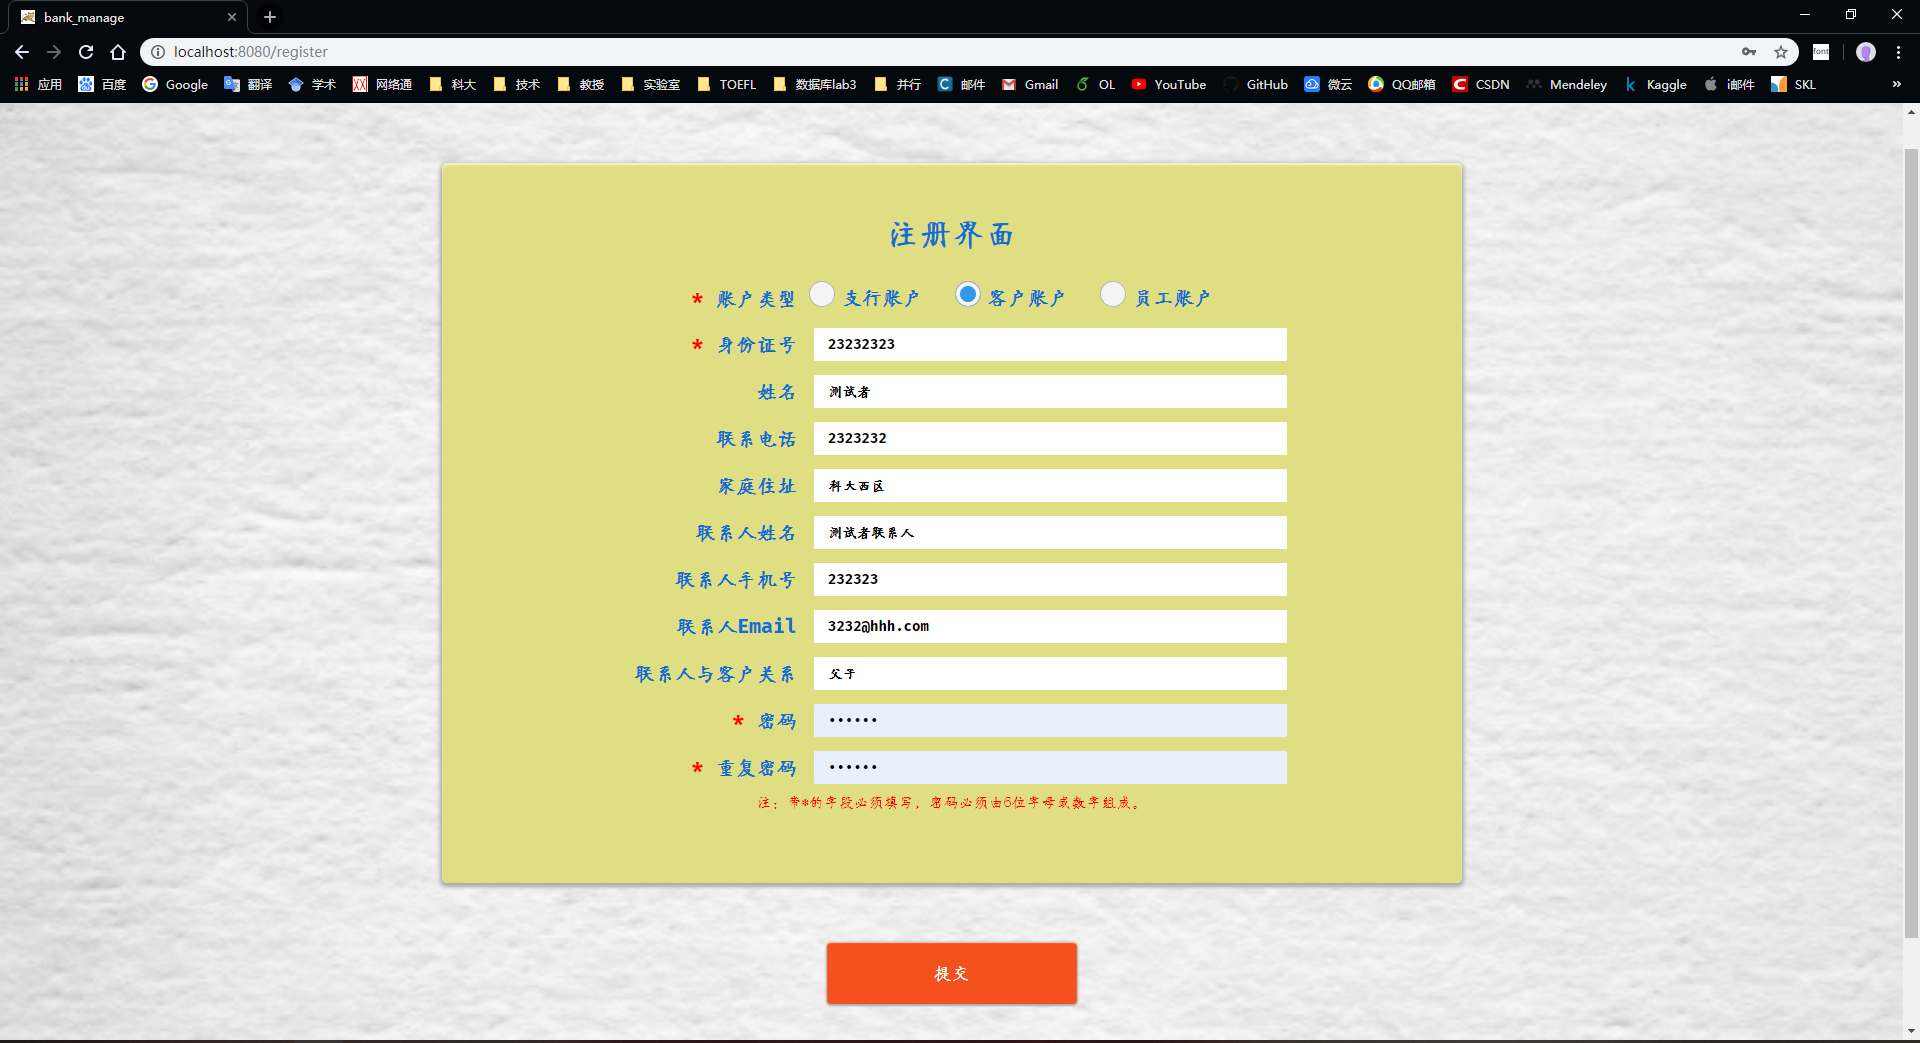 bank_manage
localhost:8080/register
font
应用 百度 Google 翻译 学术 网络通 科大 技术 教授 实验室 TOEFL 数据库lab3 并行 邮件 Gmail OL YouTube GitHub 微云 QQ邮箱 CSDN Mendeley Kaggle i邮件 SKL »
注册界面
* 账户类型 支行账户 客户账户 员工账户
* 身份证号 23232323
姓名 测试者
联系电话 2323232
家庭住址 科大西区
联系人姓名 测试者联系人
联系人手机号 232323
联系人Email 3232@hhh.com
联系人与客户关系 父子
* 密码 ••••••
* 重复密码 ••••••
注：带*的字段必须填写，密码必须由6位字母或数字组成。
提交